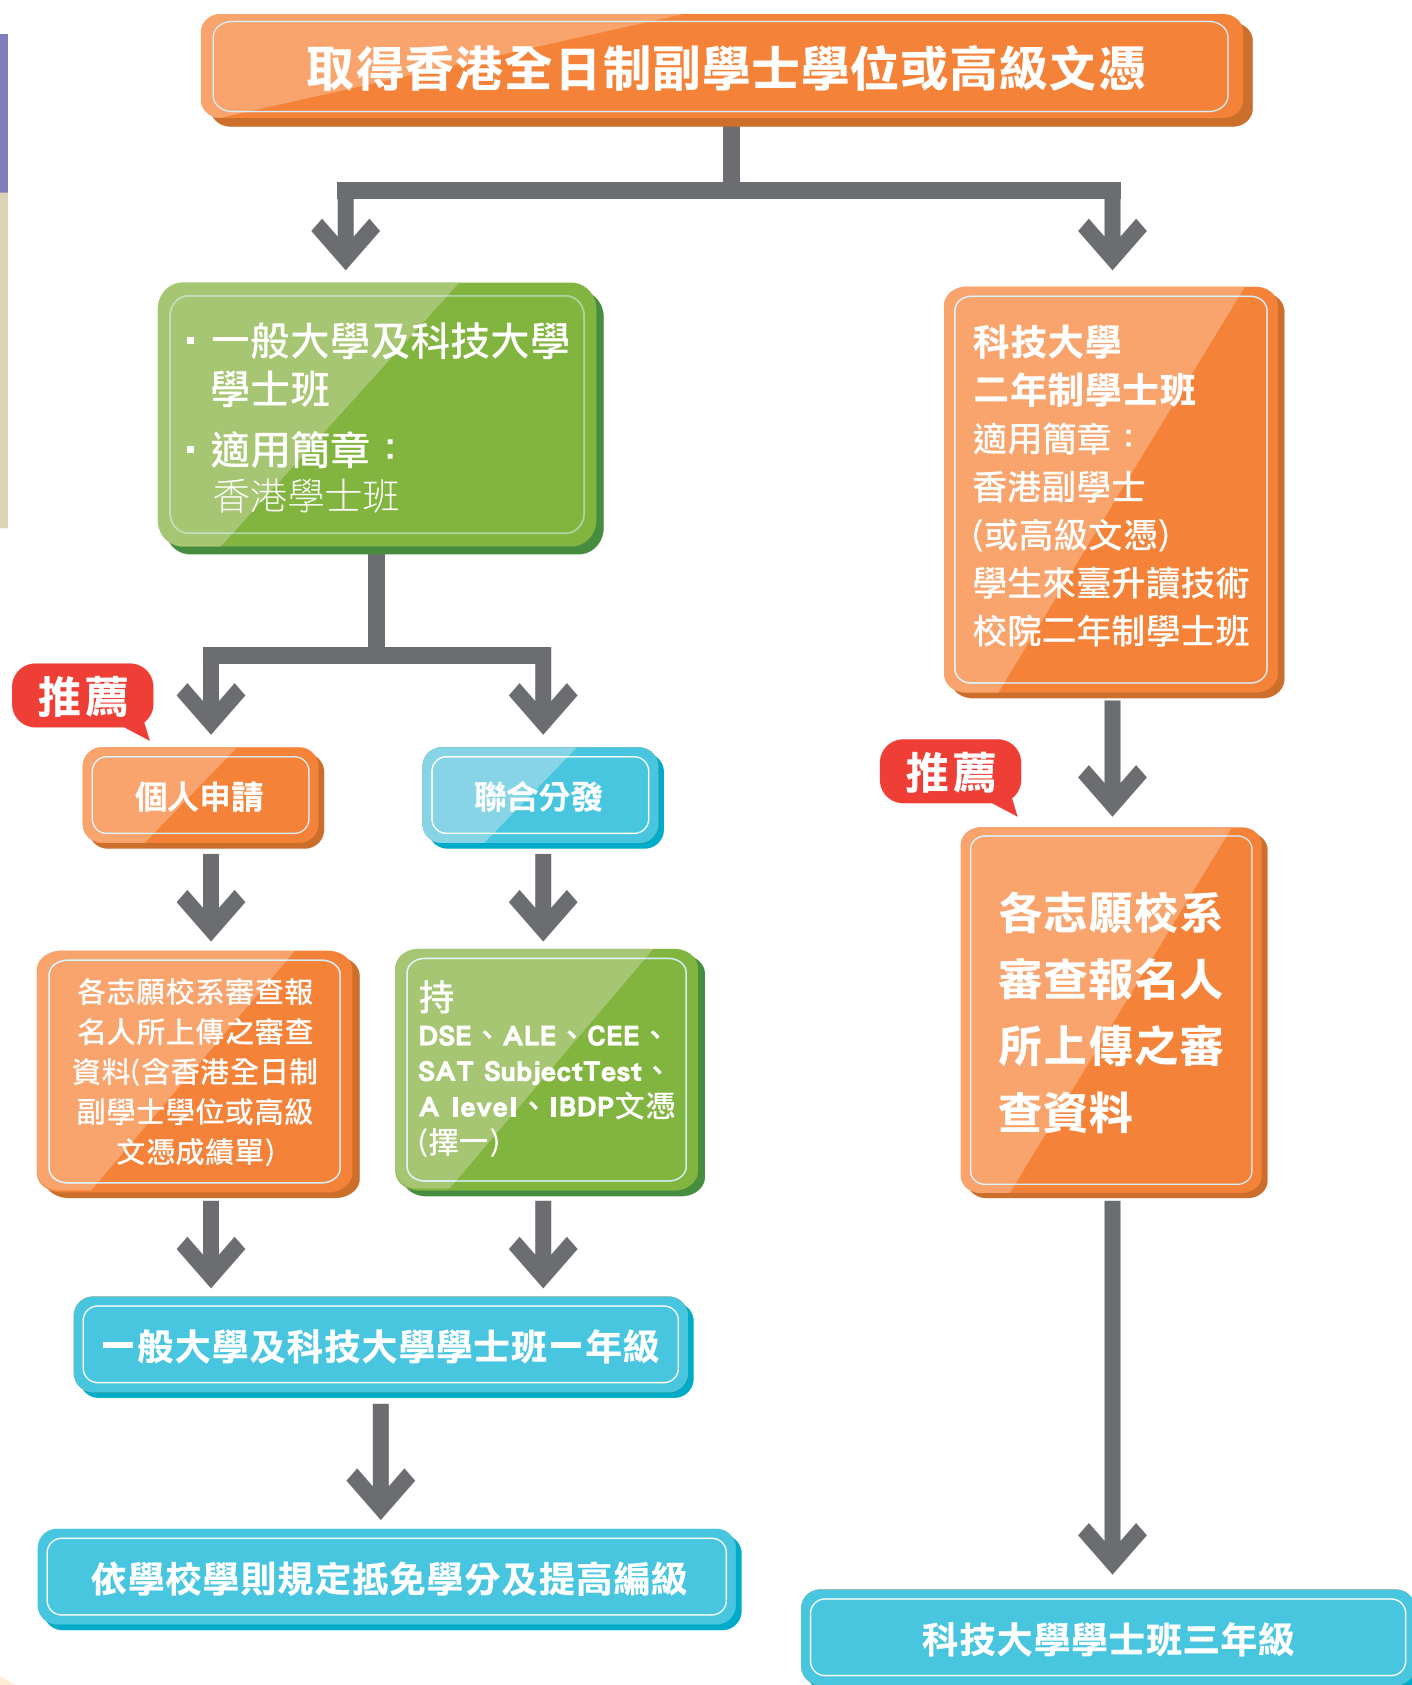 取得香港全日制副學士學位或高級文憑
· 一般大學及科技大學
學士班
· 適用簡章：
香港學士班
科技大學
二年制學士班
適用簡章：
香港副學士
(或高級文憑)
學生來臺升讀技術
校院二年制學士班
推薦
個人申請
聯合分發
推薦
各志願校系審查報
名人所上傳之審查
資料(含香港全日制
副學士學位或高級
文憑成績單)
持
DSE、ALE、CEE、
SAT SubjectTest、
A level、IBDP文憑
(擇一)
各志願校系
審查報名人
所上傳之審
查資料
一般大學及科技大學學士班一年級
依學校學則規定抵免學分及提高編級
科技大學學士班三年級